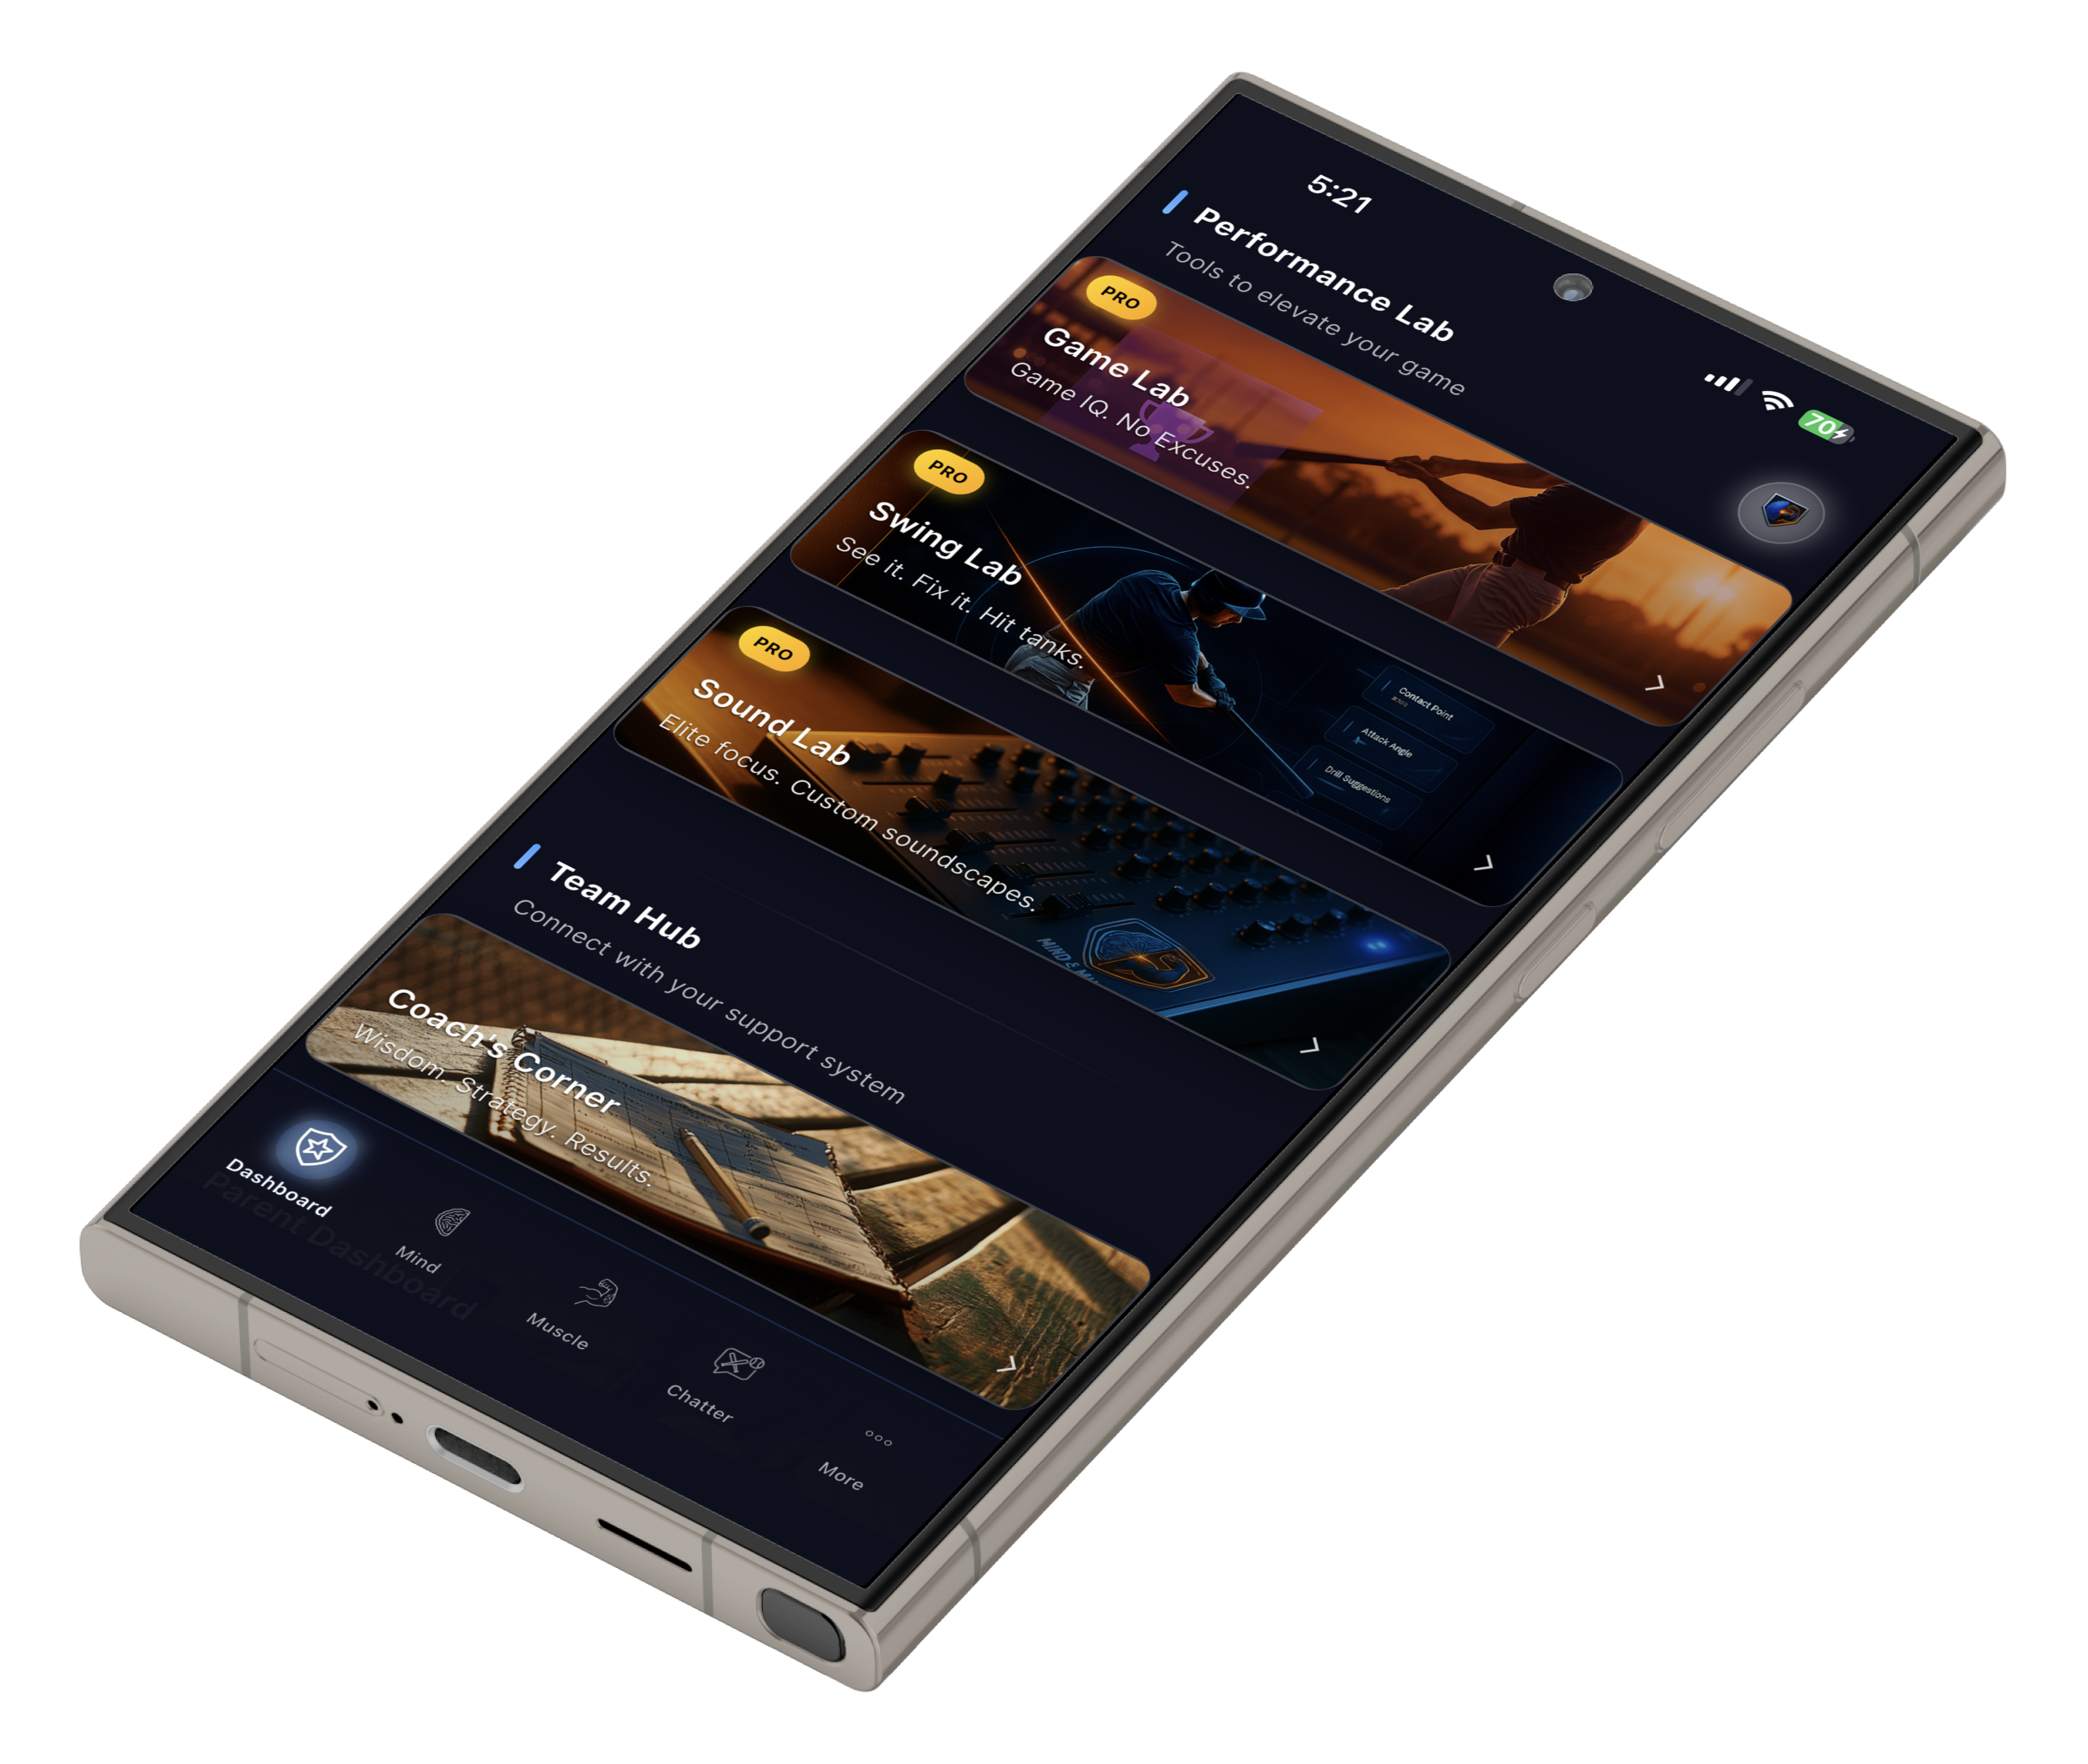 5:21
70
Performance Lab
Tools to elevate your game
PRO
Game Lab
Game IQ. No Excuses.
PRO
Swing Lab
See it. Fix it. Hit tanks.
Contact Point
Attack Angle
Drill Suggestions
PRO
Sound Lab
Elite focus. Custom soundscapes.
MIND &
Team Hub
Connect with your support system
Coach's Corner
Wisdom. Strategy. Results.
Parent Dashboard
Dashboard
Mind
Muscle
Chatter
More